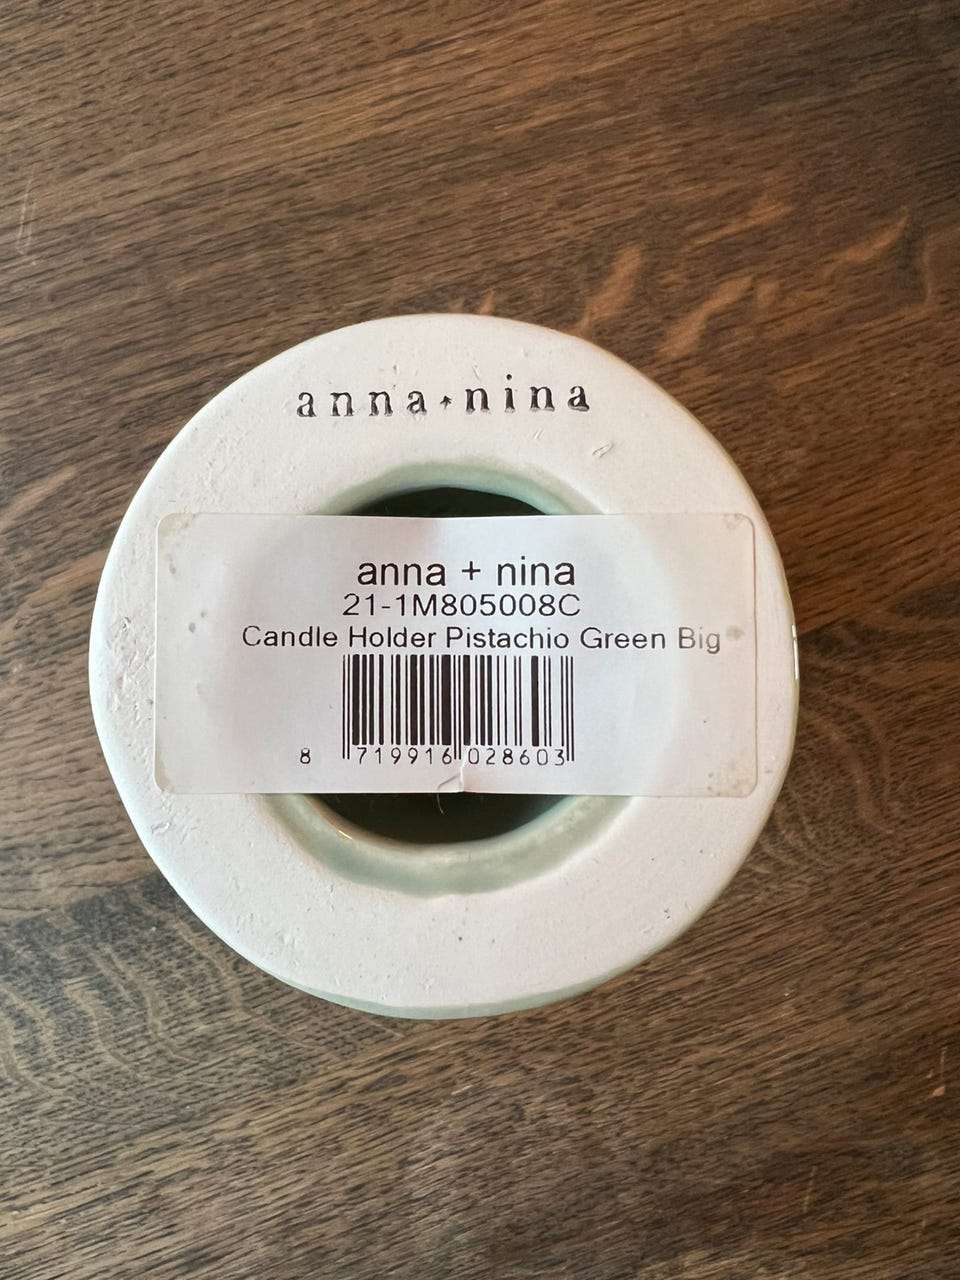 anna+nina
anna + nina
21-1M805008C
Candle Holder Pistachio Green Big
8 719916 028603